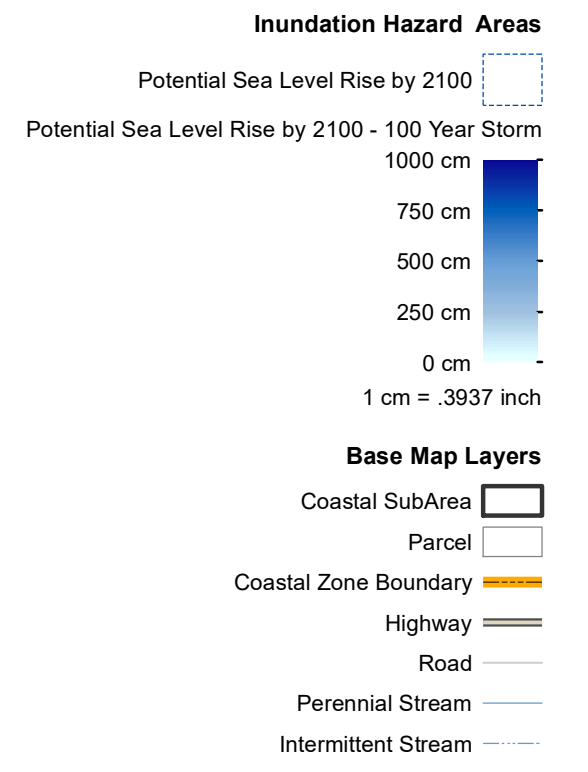 Inundation Hazard Areas
Potential Sea Level Rise by 2100
Potential Sea Level Rise by 2100 - 100 Year Storm
1000 cm
750 cm
500 cm
250 cm
0 cm
1 cm = .3937 inch
Base Map Layers
Coastal SubArea
Parcel
Coastal Zone Boundary
Highway
Road
Perennial Stream
Intermittent Stream